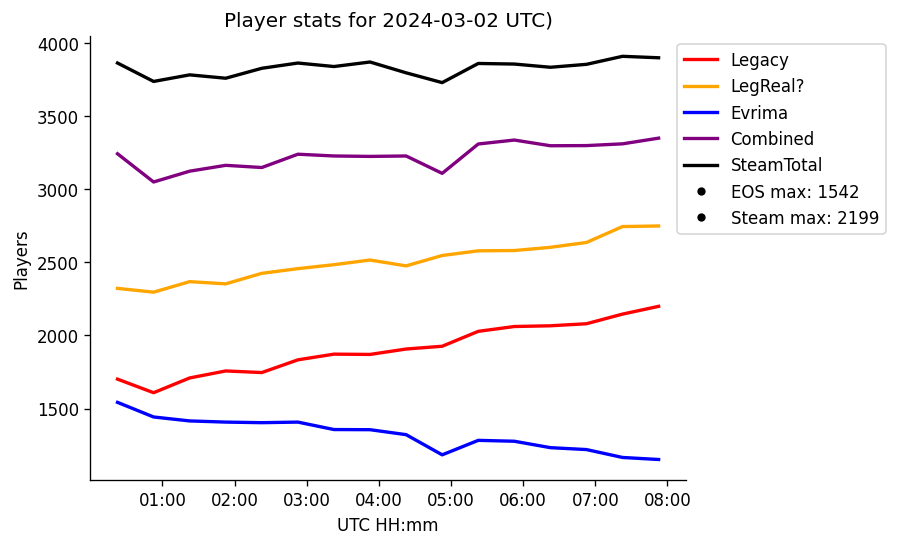 Player stats for 2024-03-02 UTC)
4000
3500
3000
2500
2000
1500
Players
01:00 02:00 03:00 04:00 05:00 06:00 07:00 08:00
UTC HH:mm
Legacy
LegReal?
Evrima
Combined
SteamTotal
EOS max: 1542
Steam max: 2199